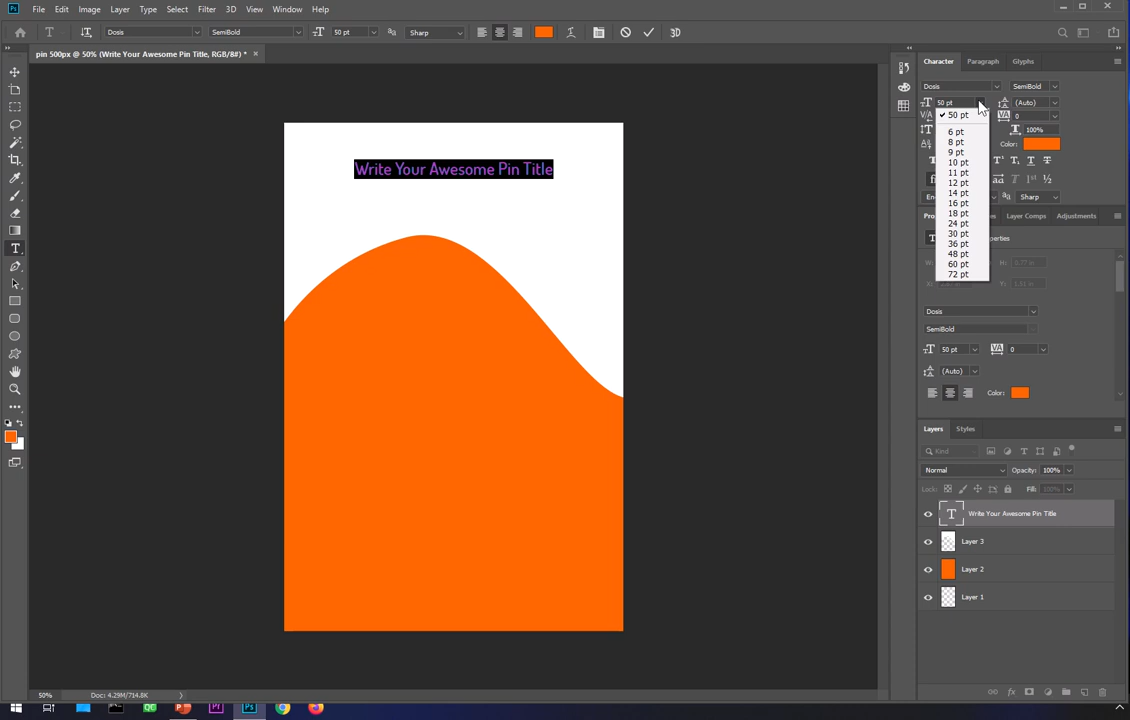 Ps File Edit Image Layer Type Select Filter 3D View Window Help
T Dosis SemiBold 50 pt Sharp 3D
pin 500px @ 50% (Write Your Awesome Pin Title, RGB/8#) * ×
Character Paragraph Glyphs
Dosis SemiBold
50 pt (Auto)
50 pt 0
6 pt
100%
8 pt
Color:
9 pt
10 pt
11 pt
12 pt
14 pt
16 pt Sharp
18 pt
Layer Comps Adjustments
24 pt
30 pt
36 pt
48 pt
60 pt
72 pt
Write Your Awesome Pin Title
Dosis
SemiBold
50 pt 0
(Auto)
Color:
Layers Styles
Kind
Normal Opacity: 100%
Lock: Fill: 100%
T Write Your Awesome Pin Title
Layer 3
Layer 2
Layer 1
50% Doc: 4.29M/714.8K
QC Pr Ps